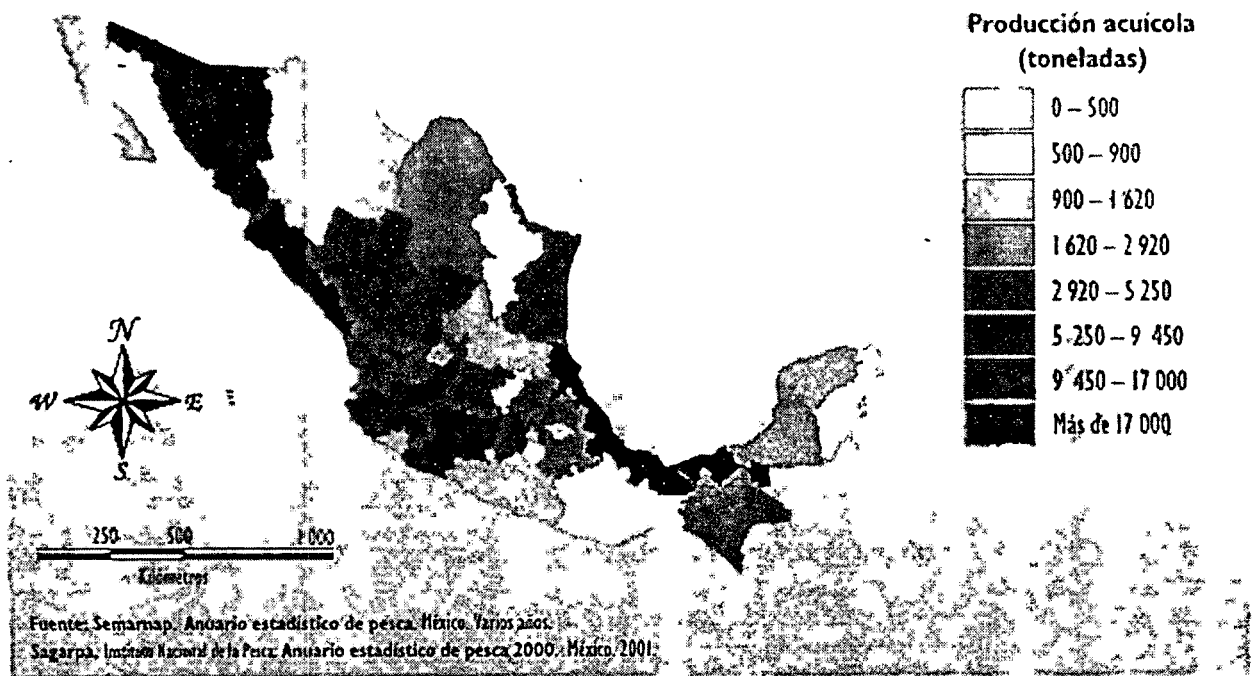 Producción acuícola
(toneladas)
0 – 500
500 – 900
900 – 1 620
1 620 – 2 920
2 920 – 5 250
5 250 – 9 450
9 450 – 17 000
Más de 17 000
N
W E
S
250 500 1 000
Kilómetros
Fuente: Semarnap. Anuario estadístico de pesca. México. Varios años.
Sagarpa. Instituto Nacional de la Pesca. Anuario estadístico de pesca 2000. México. 2001.